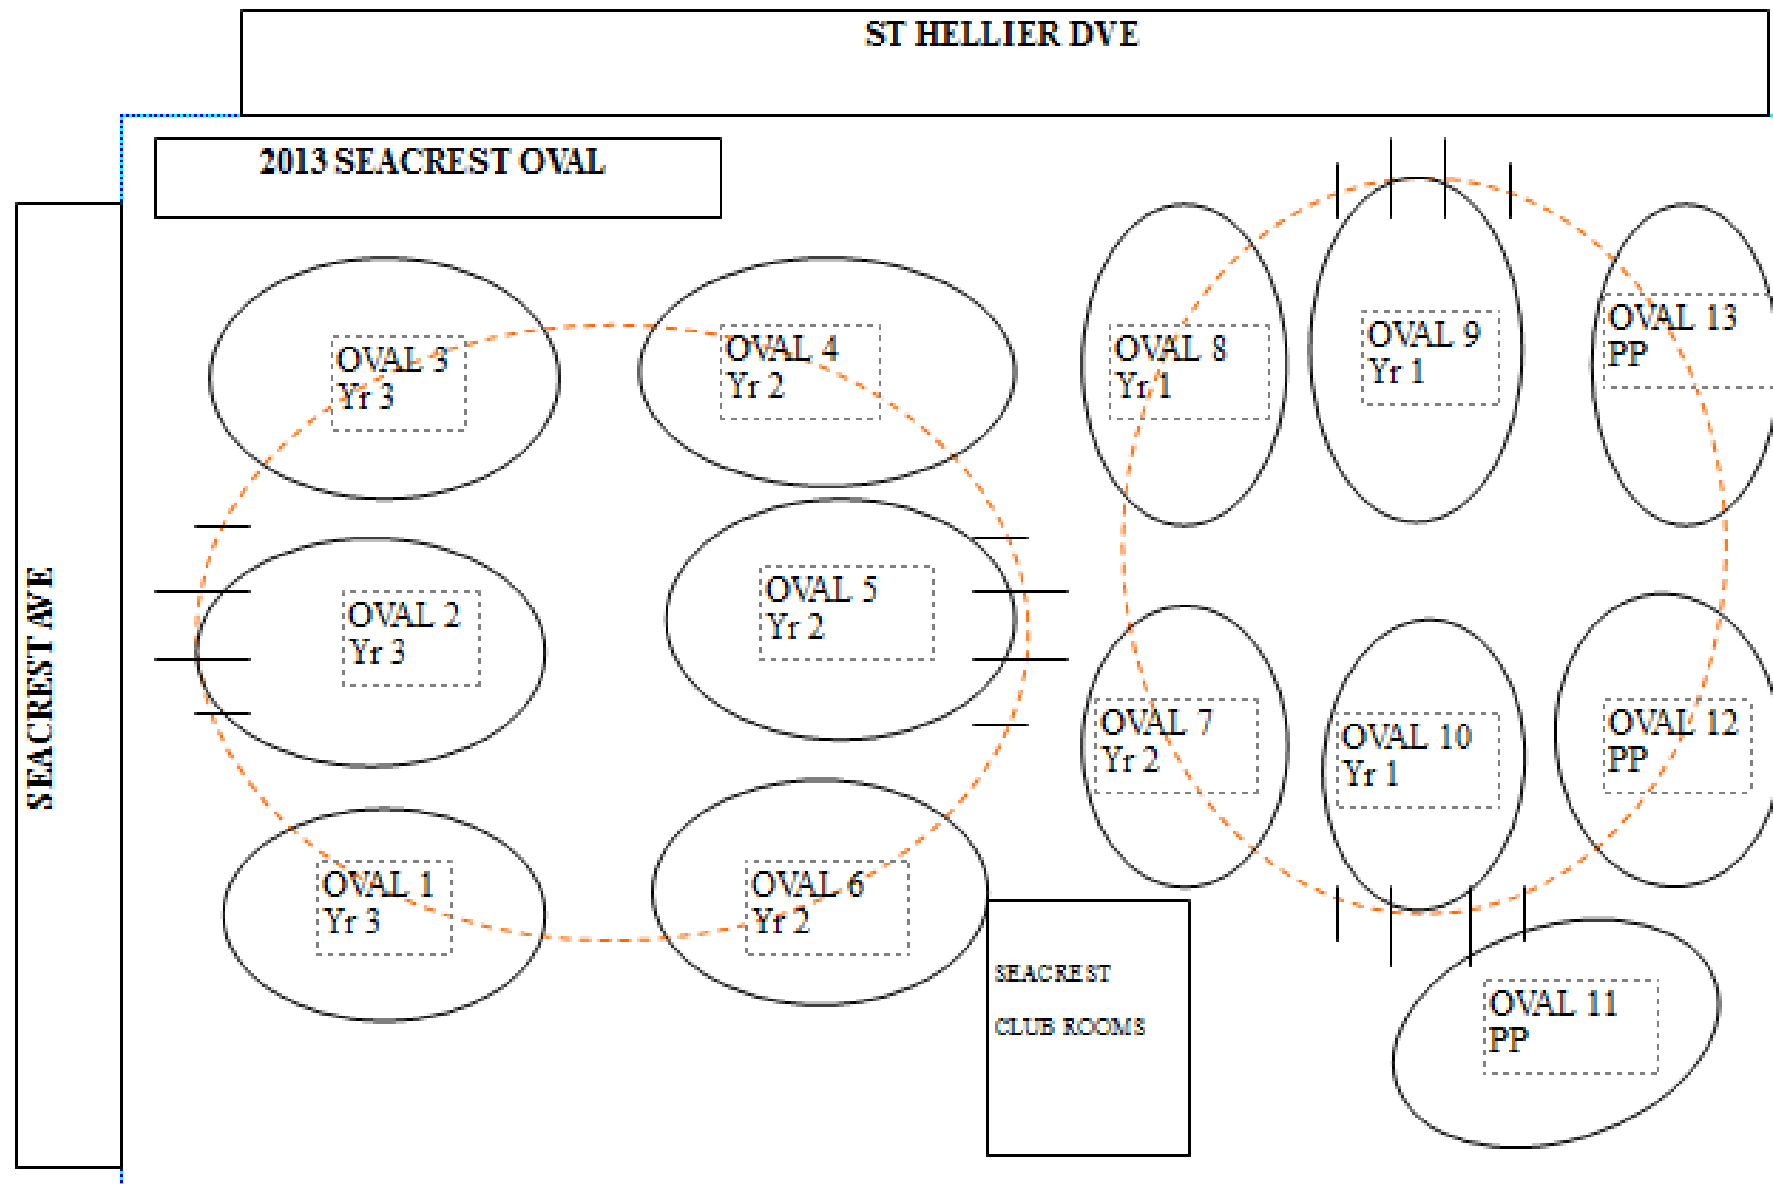 ST HELLIER DVE
2013 SEACREST OVAL
SEACREST AVE
OVAL 3
Yr 3
OVAL 4
Yr 2
OVAL 8
Yr 1
OVAL 9
Yr 1
OVAL 13
PP
OVAL 2
Yr 3
OVAL 5
Yr 2
OVAL 7
Yr 2
OVAL 10
Yr 1
OVAL 12
PP
OVAL 1
Yr 3
OVAL 6
Yr 2
SEACREST
CLUB ROOMS
OVAL 11
PP